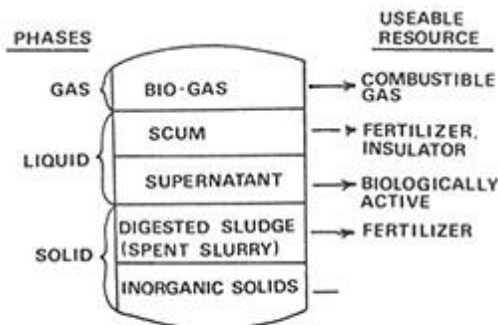 PHASES
USEABLE
RESOURCE
GAS
BIO-GAS
COMBUSTIBLE
GAS
LIQUID
SCUM
FERTILIZER,
INSULATOR
SUPERNATANT
BIOLOGICALLY
ACTIVE
SOLID
DIGESTED SLUDGE
(SPENT SLURRY)
FERTILIZER
INORGANIC SOLIDS